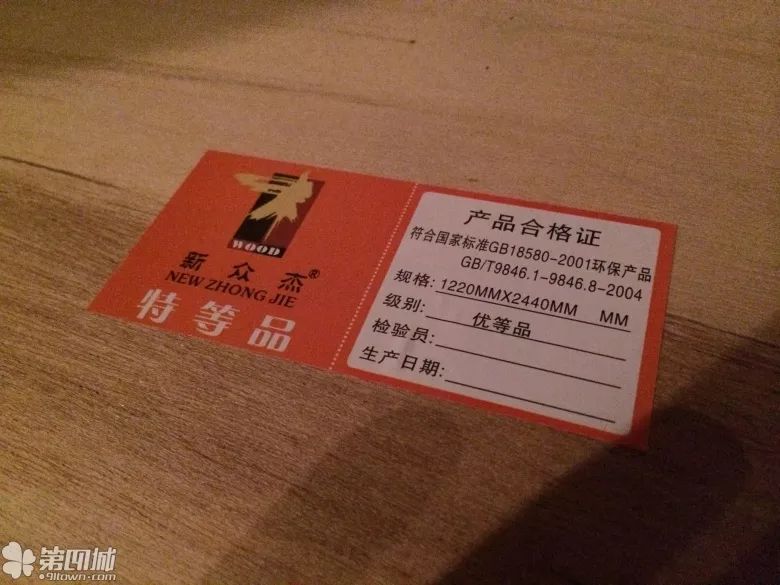 WOOD
新众杰®
NEW ZHONG JIE
特等品
产品合格证
符合国家标准GB18580-2001环保产品
GB/T9846.1-9846.8-2004
规格: 1220MMX2440MM MM
级别: 优等品
检验员:
生产日期:
第四城
.91town.com